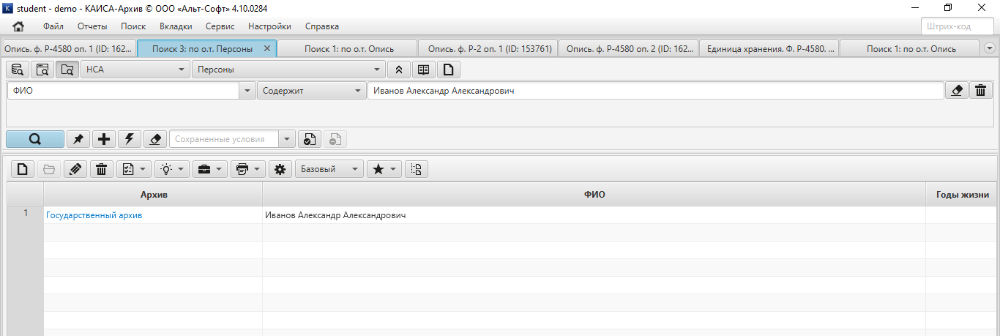 student - demo - КАИСА-Архив © ООО «Альт-Софт» 4.10.0284
Файл Отчеты Поиск Вкладки Сервис Настройки Справка Штрих-код
Опись. ф. Р-4580 оп. 1 (ID: 162... Поиск 3: по о.т. Персоны Поиск 1: по о.т. Опись Опись. ф. Р-2 оп. 1 (ID: 153761) Опись. ф. Р-4580 оп. 2 (ID: 162... Единица хранения. Ф. Р-4580. ... Поиск 1: по о.т. Опись
НСА Персоны
ФИО Содержит Иванов Александр Александрович
Сохраненные условия
Базовый
Архив ФИО Годы жизни
1 Государственный архив Иванов Александр Александрович